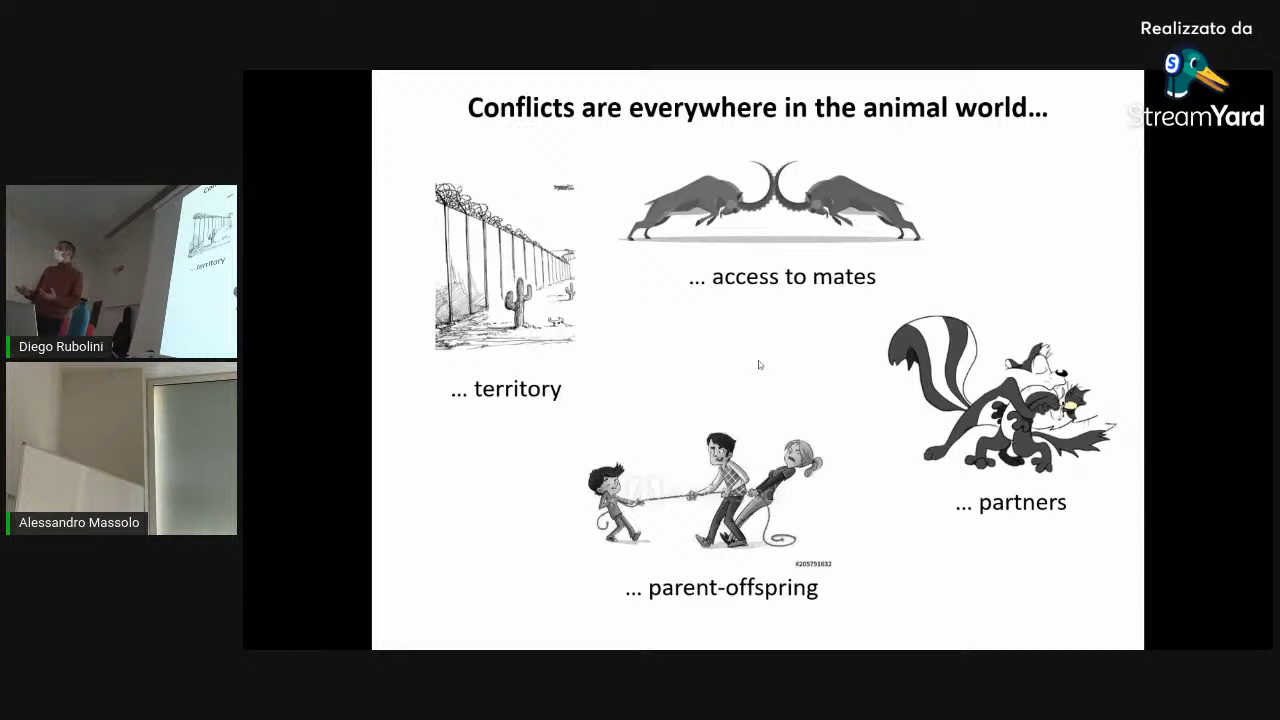 Realizzato da
S
StreamYard
Conflicts are everywhere in the animal world...
... access to mates
... territory
... territory
Diego Rubolini
... partners
Alessandro Massolo
#205791632
... parent-offspring